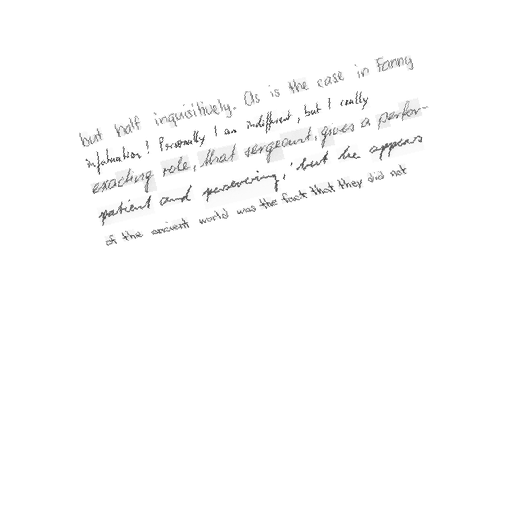 but half inquisitively. As is the case in Fanny
infatuation! Personally I am indifferent, but I really
exacting role, that sergeant, gives a perfor-
patient and persevering, 'but he appears
of the ancient world was the fact that they did not